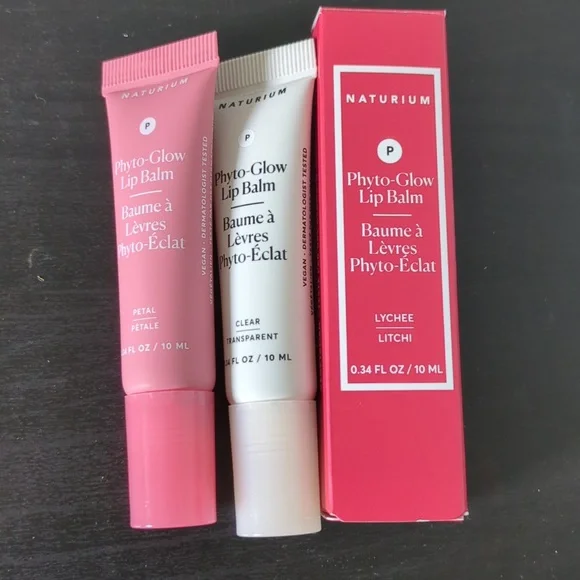 NATURIUM
P
Phyto-Glow
Lip Balm
Baume à
Lèvres
Phyto-Éclat
PETAL
PÉTALE
.34 FL OZ / 10 ML
VEGAN • DERMATOLOGIST TESTED
NATURIUM
P
Phyto-Glow
Lip Balm
Baume à
Lèvres
Phyto-Éclat
CLEAR
TRANSPARENT
.34 FL OZ / 10 ML
VEGAN • DERMATOLOGIST TESTED
NATURIUM
P
Phyto-Glow
Lip Balm
Baume à
Lèvres
Phyto-Éclat
LYCHEE
LITCHI
0.34 FL OZ / 10 ML